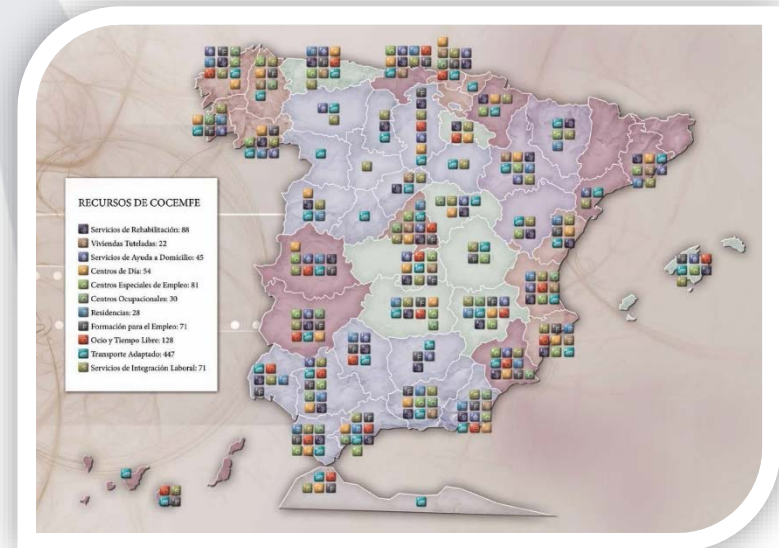 RECURSOS DE COCEMFE
Servicios de Rehabilitación: 88
Viviendas Tuteladas: 22
Servicios de Ayuda a Domicilio: 45
Centros de Día: 54
Centros Especiales de Empleo: 81
Centros Ocupacionales: 30
Residencias: 28
Formación para el Empleo: 71
Ocio y Tiempo Libre: 128
Transporte Adaptado: 447
Servicios de Integración Laboral: 71